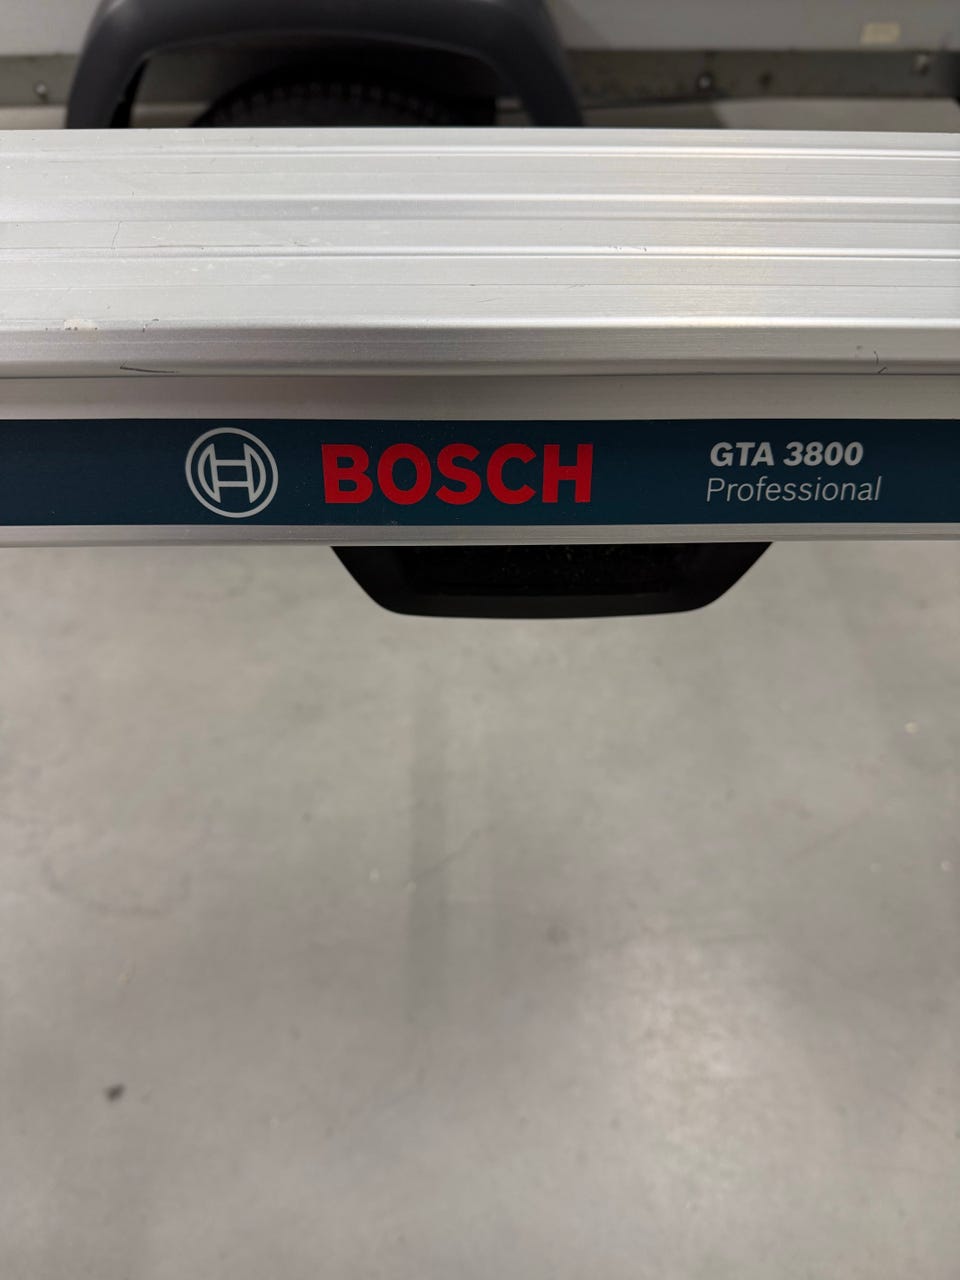 BOSCH
GTA 3800
Professional